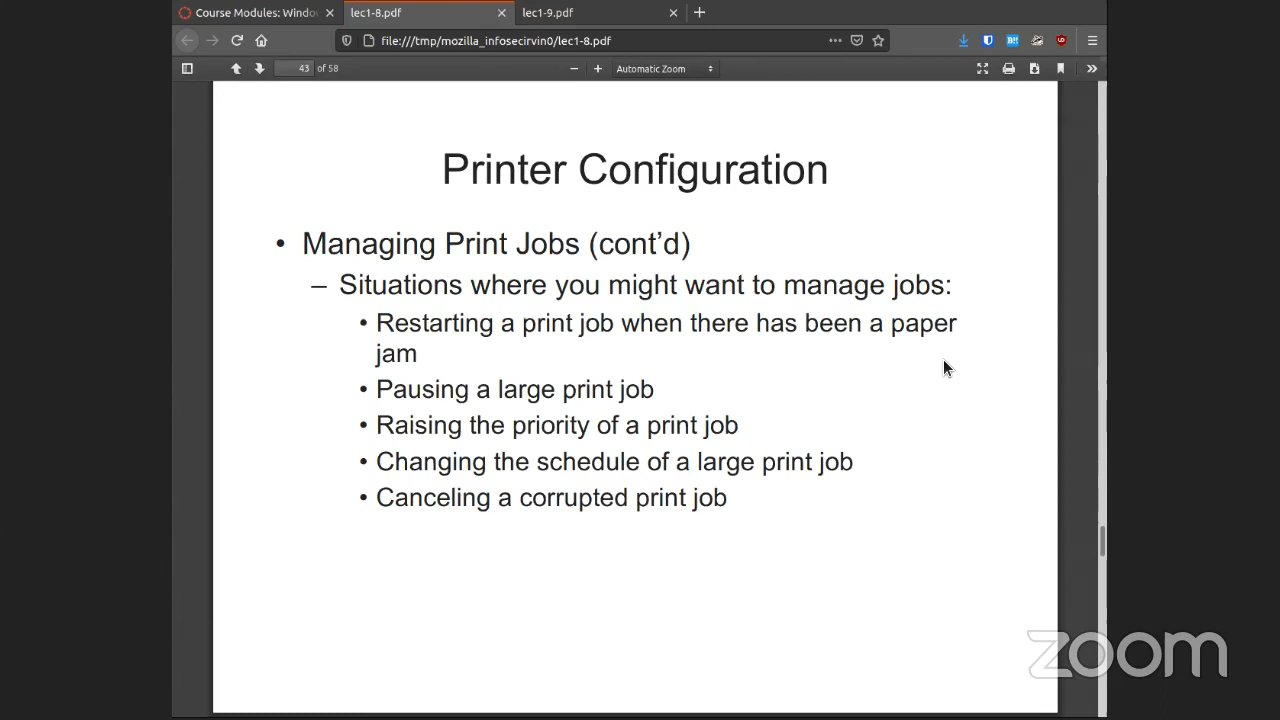 Course Modules: Windo
lec1-8.pdf
lec1-9.pdf
file:///tmp/mozilla_infosecirvin0/lec1-8.pdf
43 of 58
Automatic Zoom
Printer Configuration
• Managing Print Jobs (cont’d)
– Situations where you might want to manage jobs:
• Restarting a print job when there has been a paper
jam
• Pausing a large print job
• Raising the priority of a print job
• Changing the schedule of a large print job
• Canceling a corrupted print job
zoom